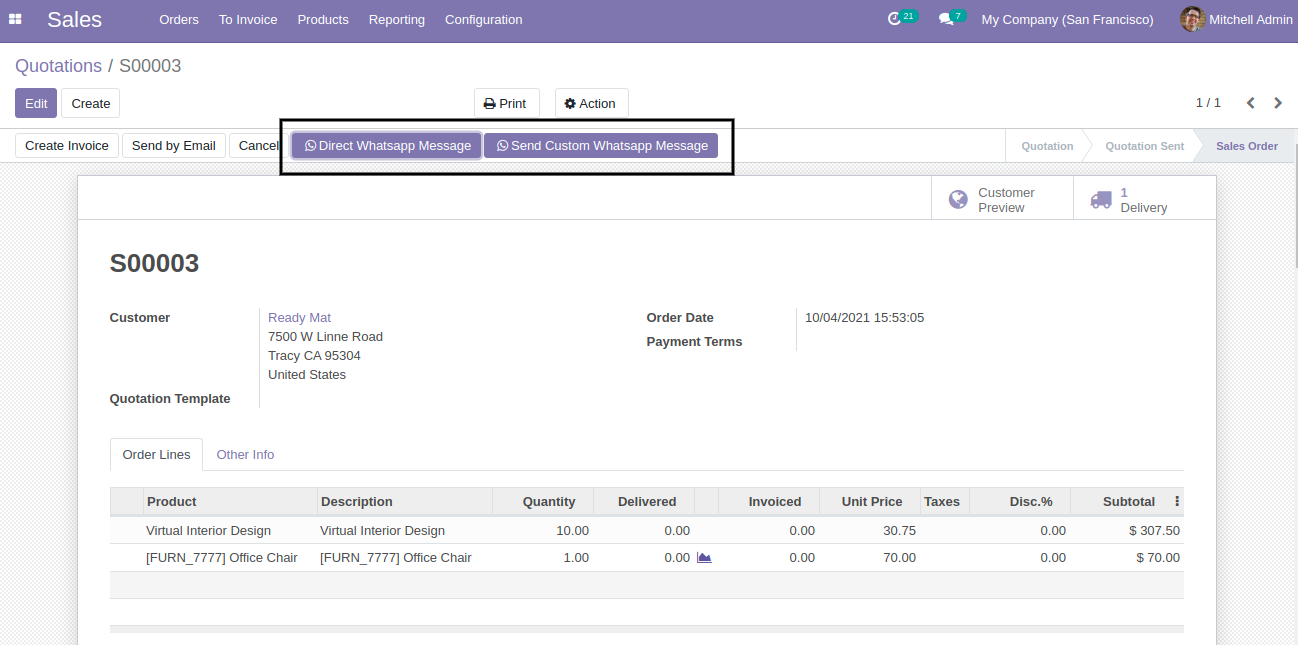 Sales Orders To Invoice Products Reporting Configuration 21 7 My Company (San Francisco) Mitchell Admin
Quotations / S00003
Edit Create Print Action 1 / 1
Create Invoice Send by Email Cancel Direct Whatsapp Message Send Custom Whatsapp Message Quotation Quotation Sent Sales Order
Customer Preview 1 Delivery
S00003
Customer Ready Mat Order Date 10/04/2021 15:53:05
7500 W Linne Road Payment Terms
Tracy CA 95304
United States
Quotation Template
Order Lines Other Info
Product Description Quantity Delivered Invoiced Unit Price Taxes Disc.% Subtotal
Virtual Interior Design Virtual Interior Design 10.00 0.00 0.00 30.75 0.00 $ 307.50
[FURN_7777] Office Chair [FURN_7777] Office Chair 1.00 0.00 0.00 70.00 0.00 $ 70.00